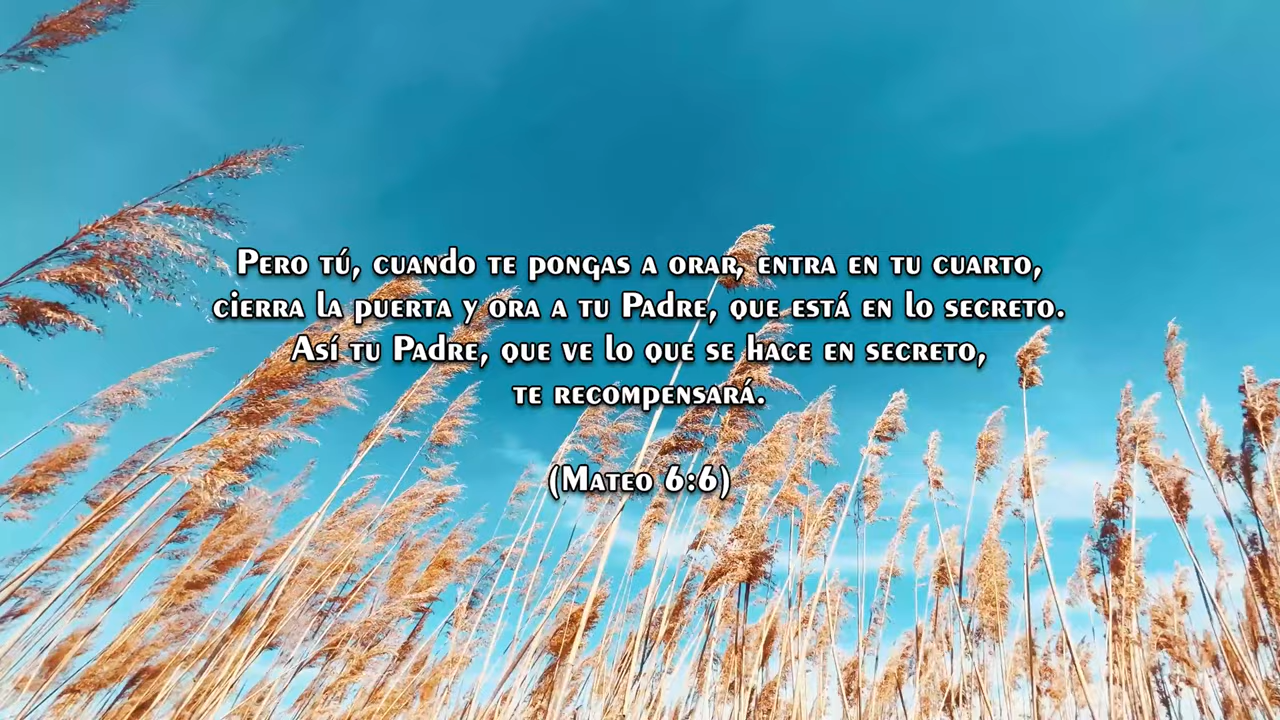 Pero tú, cuando te pongas a orar, entra en tu cuarto,
cierra la puerta y ora a tu Padre, que está en lo secreto.
Así tu Padre, que ve lo que se hace en secreto,
te recompensará.
(Mateo 6:6)